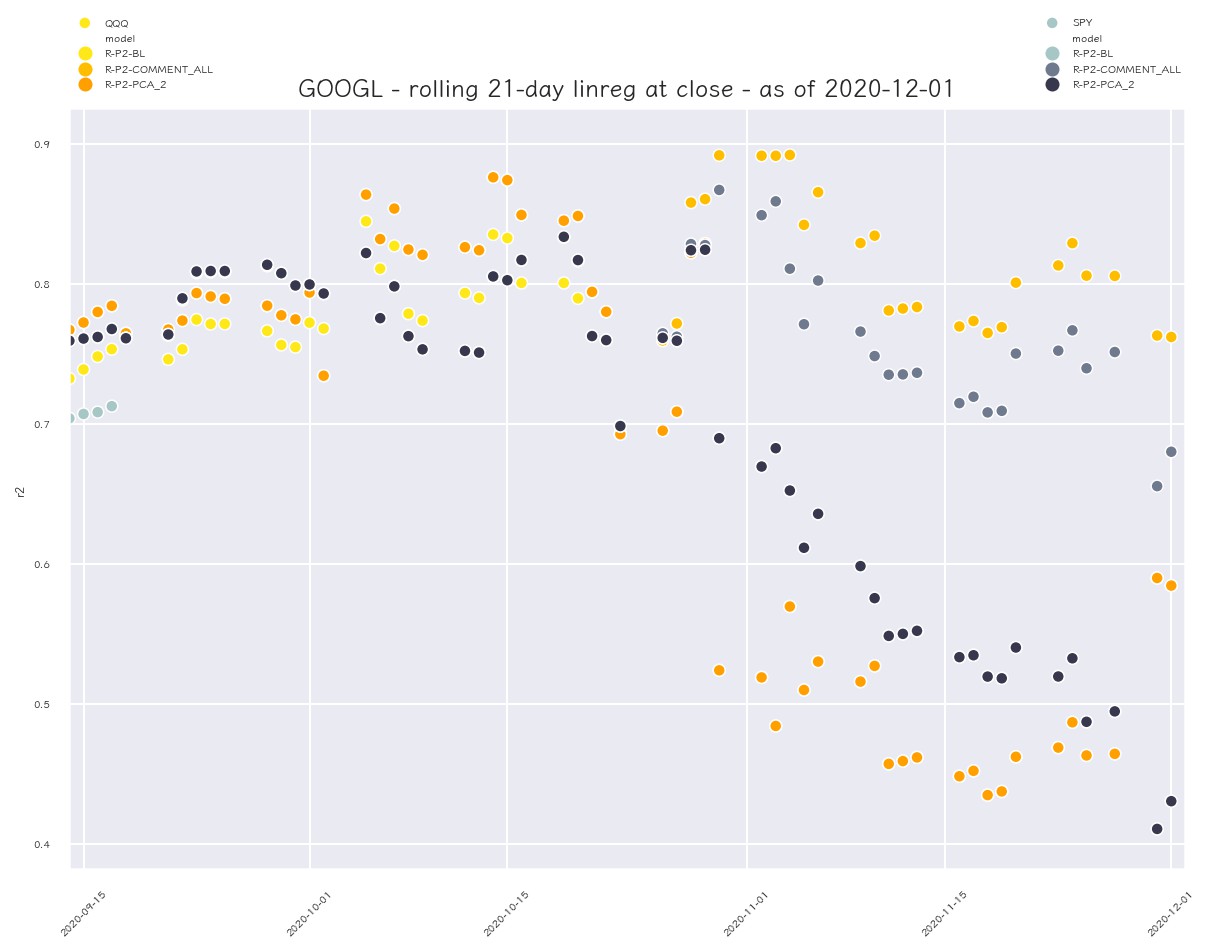 QQQ
model
R-P2-BL
R-P2-COMMENT_ALL
R-P2-PCA_2
SPY
model
R-P2-BL
R-P2-COMMENT_ALL
R-P2-PCA_2
GOOGL - rolling 21-day linreg at close - as of 2020-12-01
0.9
0.8
0.7
0.6
0.5
0.4
r2
2020-09-15
2020-10-01
2020-10-15
2020-11-01
2020-11-15
2020-12-01